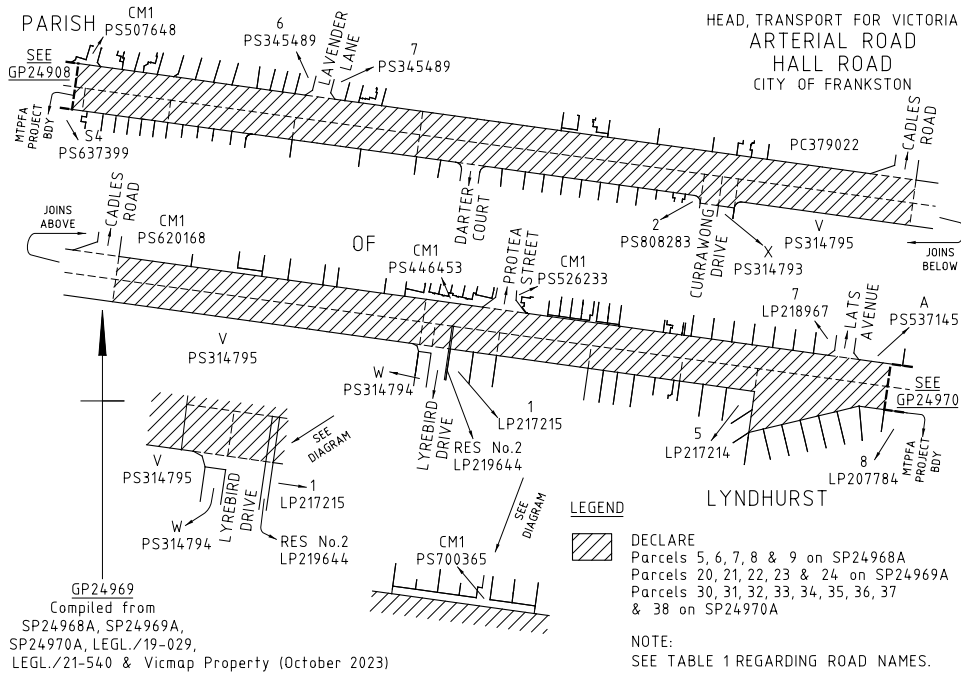 PARISH
CM1
PS507648
SEE
GP24908
MTPFA
PROJECT
BDY
S4
PS637399
6
PS345489
LAVENDER
LANE
7
PS345489
HEAD, TRANSPORT FOR VICTORIA
ARTERIAL ROAD
HALL ROAD
CITY OF FRANKSTON
PC379022
CADLES
ROAD
DARTER
COURT
2
PS808283
CURRAWONG
DRIVE
X
PS314793
V
PS314795
JOINS
BELOW
JOINS
ABOVE
CADLES
ROAD
CM1
PS620168
OF
CM1
PS446453
PROTEA
STREET
CM1
PS526233
7
LP218967
LATS
AVENUE
A
PS537145
SEE
GP24970
V
PS314795
W
PS314794
LYREBIRD
DRIVE
1
LP217215
RES No.2
LP219644
5
LP217214
8
LP207784
MTPFA
PROJECT
BDY
LYNDHURST
SEE
DIAGRAM
V
PS314795
W
PS314794
LYREBIRD
DRIVE
1
LP217215
RES No.2
LP219644
SEE
DIAGRAM
CM1
PS700365
GP24969
Compiled from
SP24968A, SP24969A,
SP24970A, LEGL./19-029,
LEGL./21-540 & Vicmap Property (October 2023)
LEGEND
DECLARE
Parcels 5, 6, 7, 8 & 9 on SP24968A
Parcels 20, 21, 22, 23 & 24 on SP24969A
Parcels 30, 31, 32, 33, 34, 35, 36, 37
& 38 on SP24970A
NOTE:
SEE TABLE 1 REGARDING ROAD NAMES.